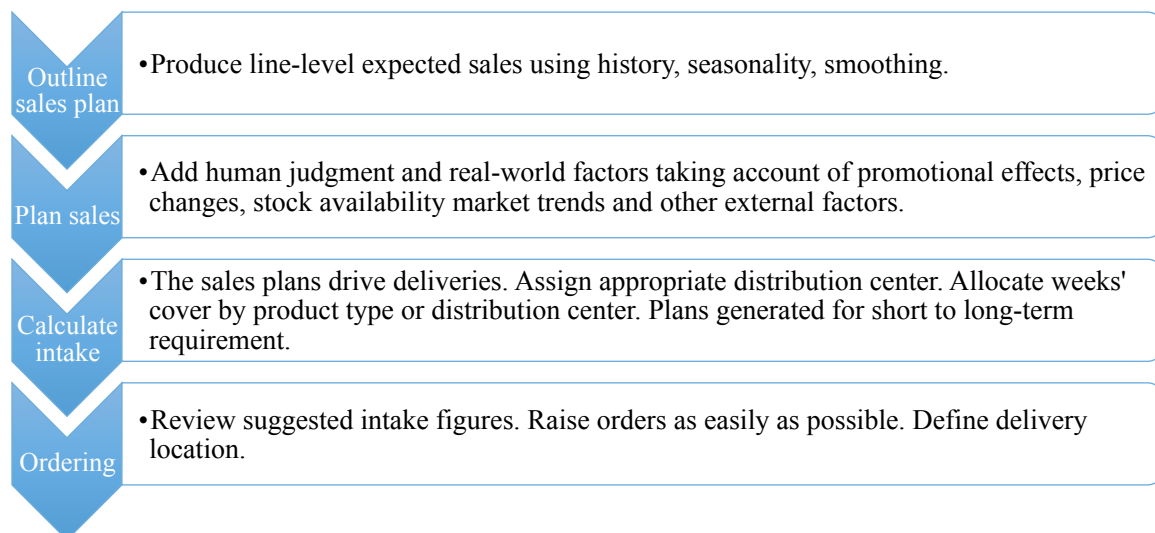 Outline
sales plan
•Produce line-level expected sales using history, seasonality, smoothing.
Plan sales
•Add human judgment and real-world factors taking account of promotional effects, price
changes, stock availability market trends and other external factors.
Calculate
intake
•The sales plans drive deliveries. Assign appropriate distribution center. Allocate weeks'
cover by product type or distribution center. Plans generated for short to long-term
requirement.
Ordering
•Review suggested intake figures. Raise orders as easily as possible. Define delivery
location.